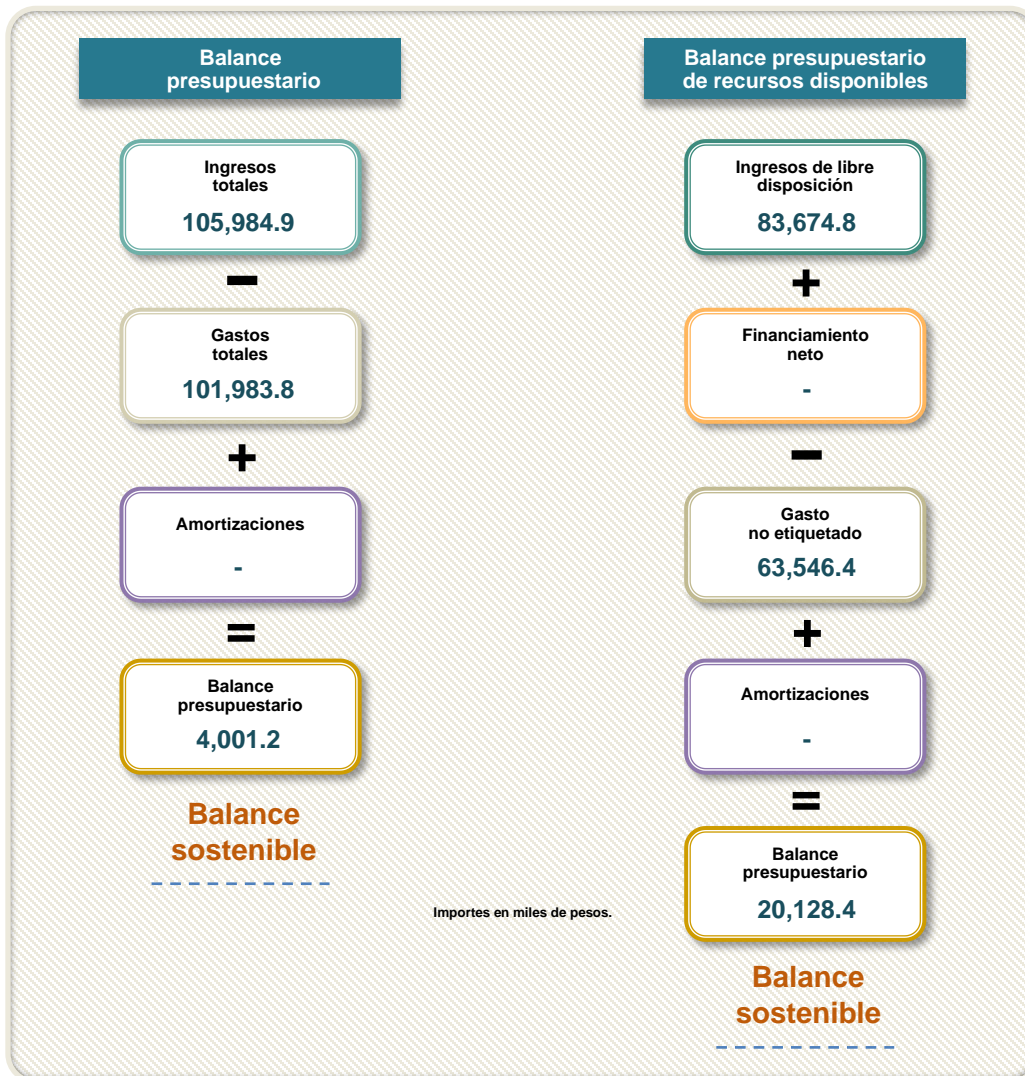 Balance
presupuestario
Ingresos
totales
105,984.9
−
Gastos
totales
101,983.8
+
Amortizaciones
-
=
Balance
presupuestario
4,001.2
Balance
sostenible
Balance presupuestario
de recursos disponibles
Ingresos de libre
disposición
83,674.8
+
Financiamiento
neto
-
−
Gasto
no etiquetado
63,546.4
+
Amortizaciones
-
=
Balance
presupuestario
20,128.4
Balance
sostenible
Importes en miles de pesos.